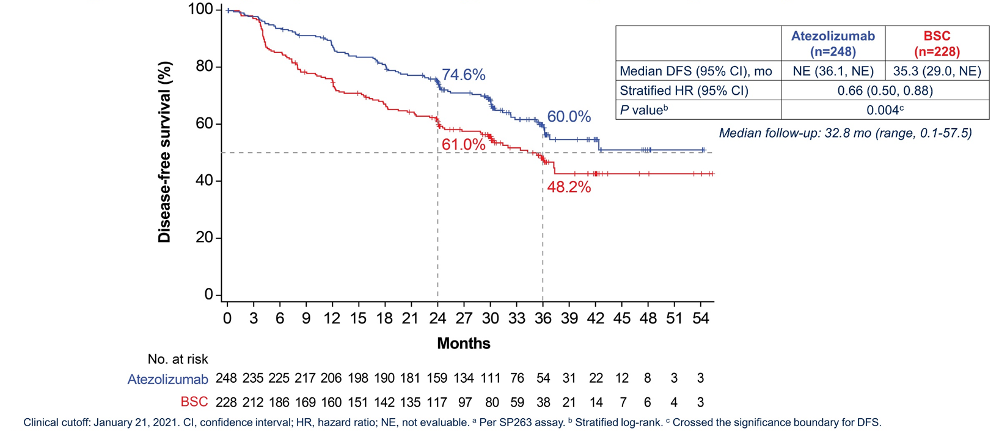 100
80
60
40
20
0
Disease-free survival (%)
74.6%
61.0%
60.0%
48.2%
0 3 6 9 12 15 18 21 24 27 30 33 36 39 42 45 48 51 54
Months
Atezolizumab (n=248) BSC (n=228)
Median DFS (95% CI), mo NE (36.1, NE) 35.3 (29.0, NE)
Stratified HR (95% CI) 0.66 (0.50, 0.88)
P valueᵇ 0.004ᶜ
Median follow-up: 32.8 mo (range, 0.1-57.5)
No. at risk
Atezolizumab 248 235 225 217 206 198 190 181 159 134 111 76 54 31 22 12 8 3 3
BSC 228 212 186 169 160 151 142 135 117 97 80 59 38 21 14 7 6 4 3
Clinical cutoff: January 21, 2021. CI, confidence interval; HR, hazard ratio; NE, not evaluable. ᵃ Per SP263 assay. ᵇ Stratified log-rank. ᶜ Crossed the significance boundary for DFS.